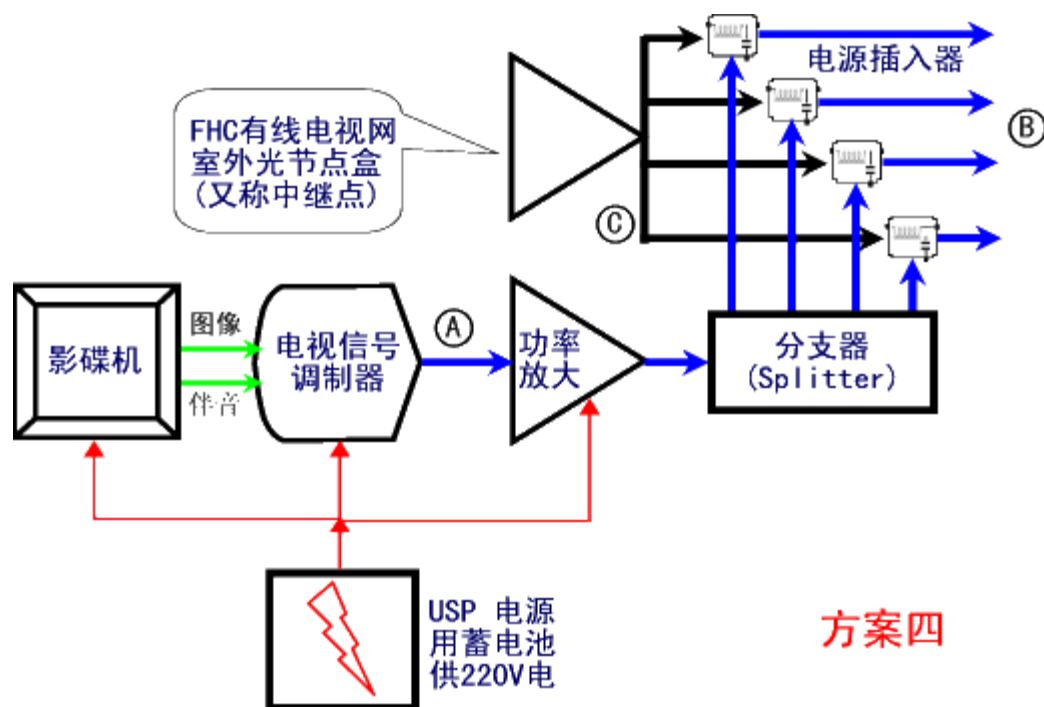 电源插入器
FHC有线电视网
室外光节点盒
(又称中继点)
Ⓑ
Ⓒ
影碟机
图像
伴音
电视信号
调制器
Ⓐ
功率
放大
分支器
(Splitter)
USP 电源
用蓄电池
供220V电
方案四